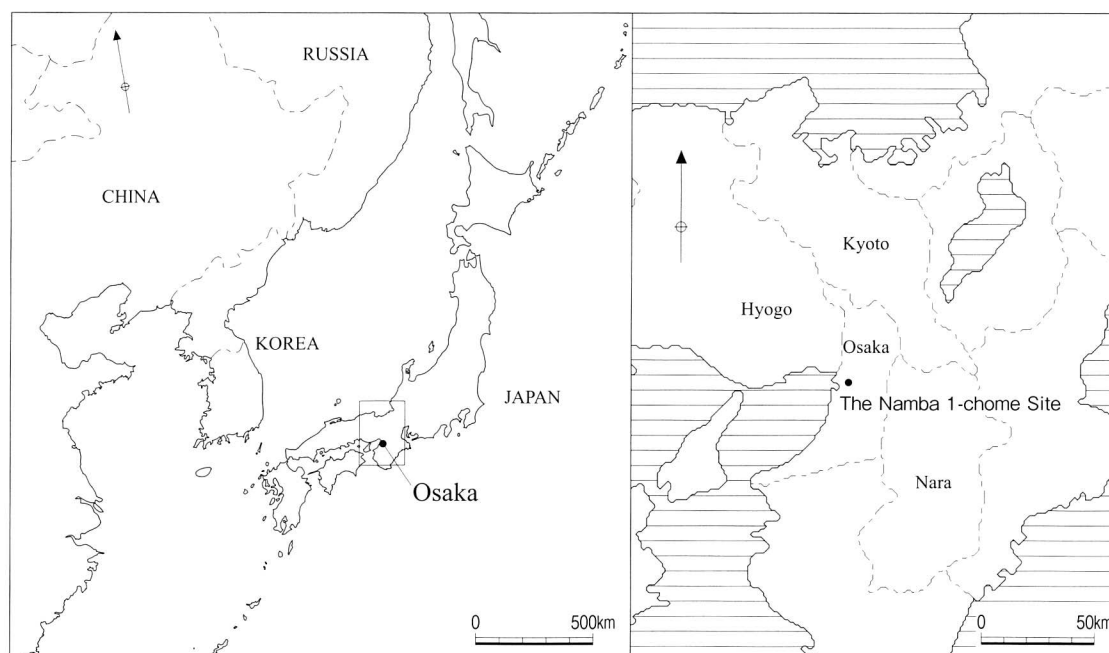 RUSSIA
CHINA
KOREA
JAPAN
Osaka
0 500km
Kyoto
Hyogo
Osaka
The Namba 1-chome Site
Nara
0 50km